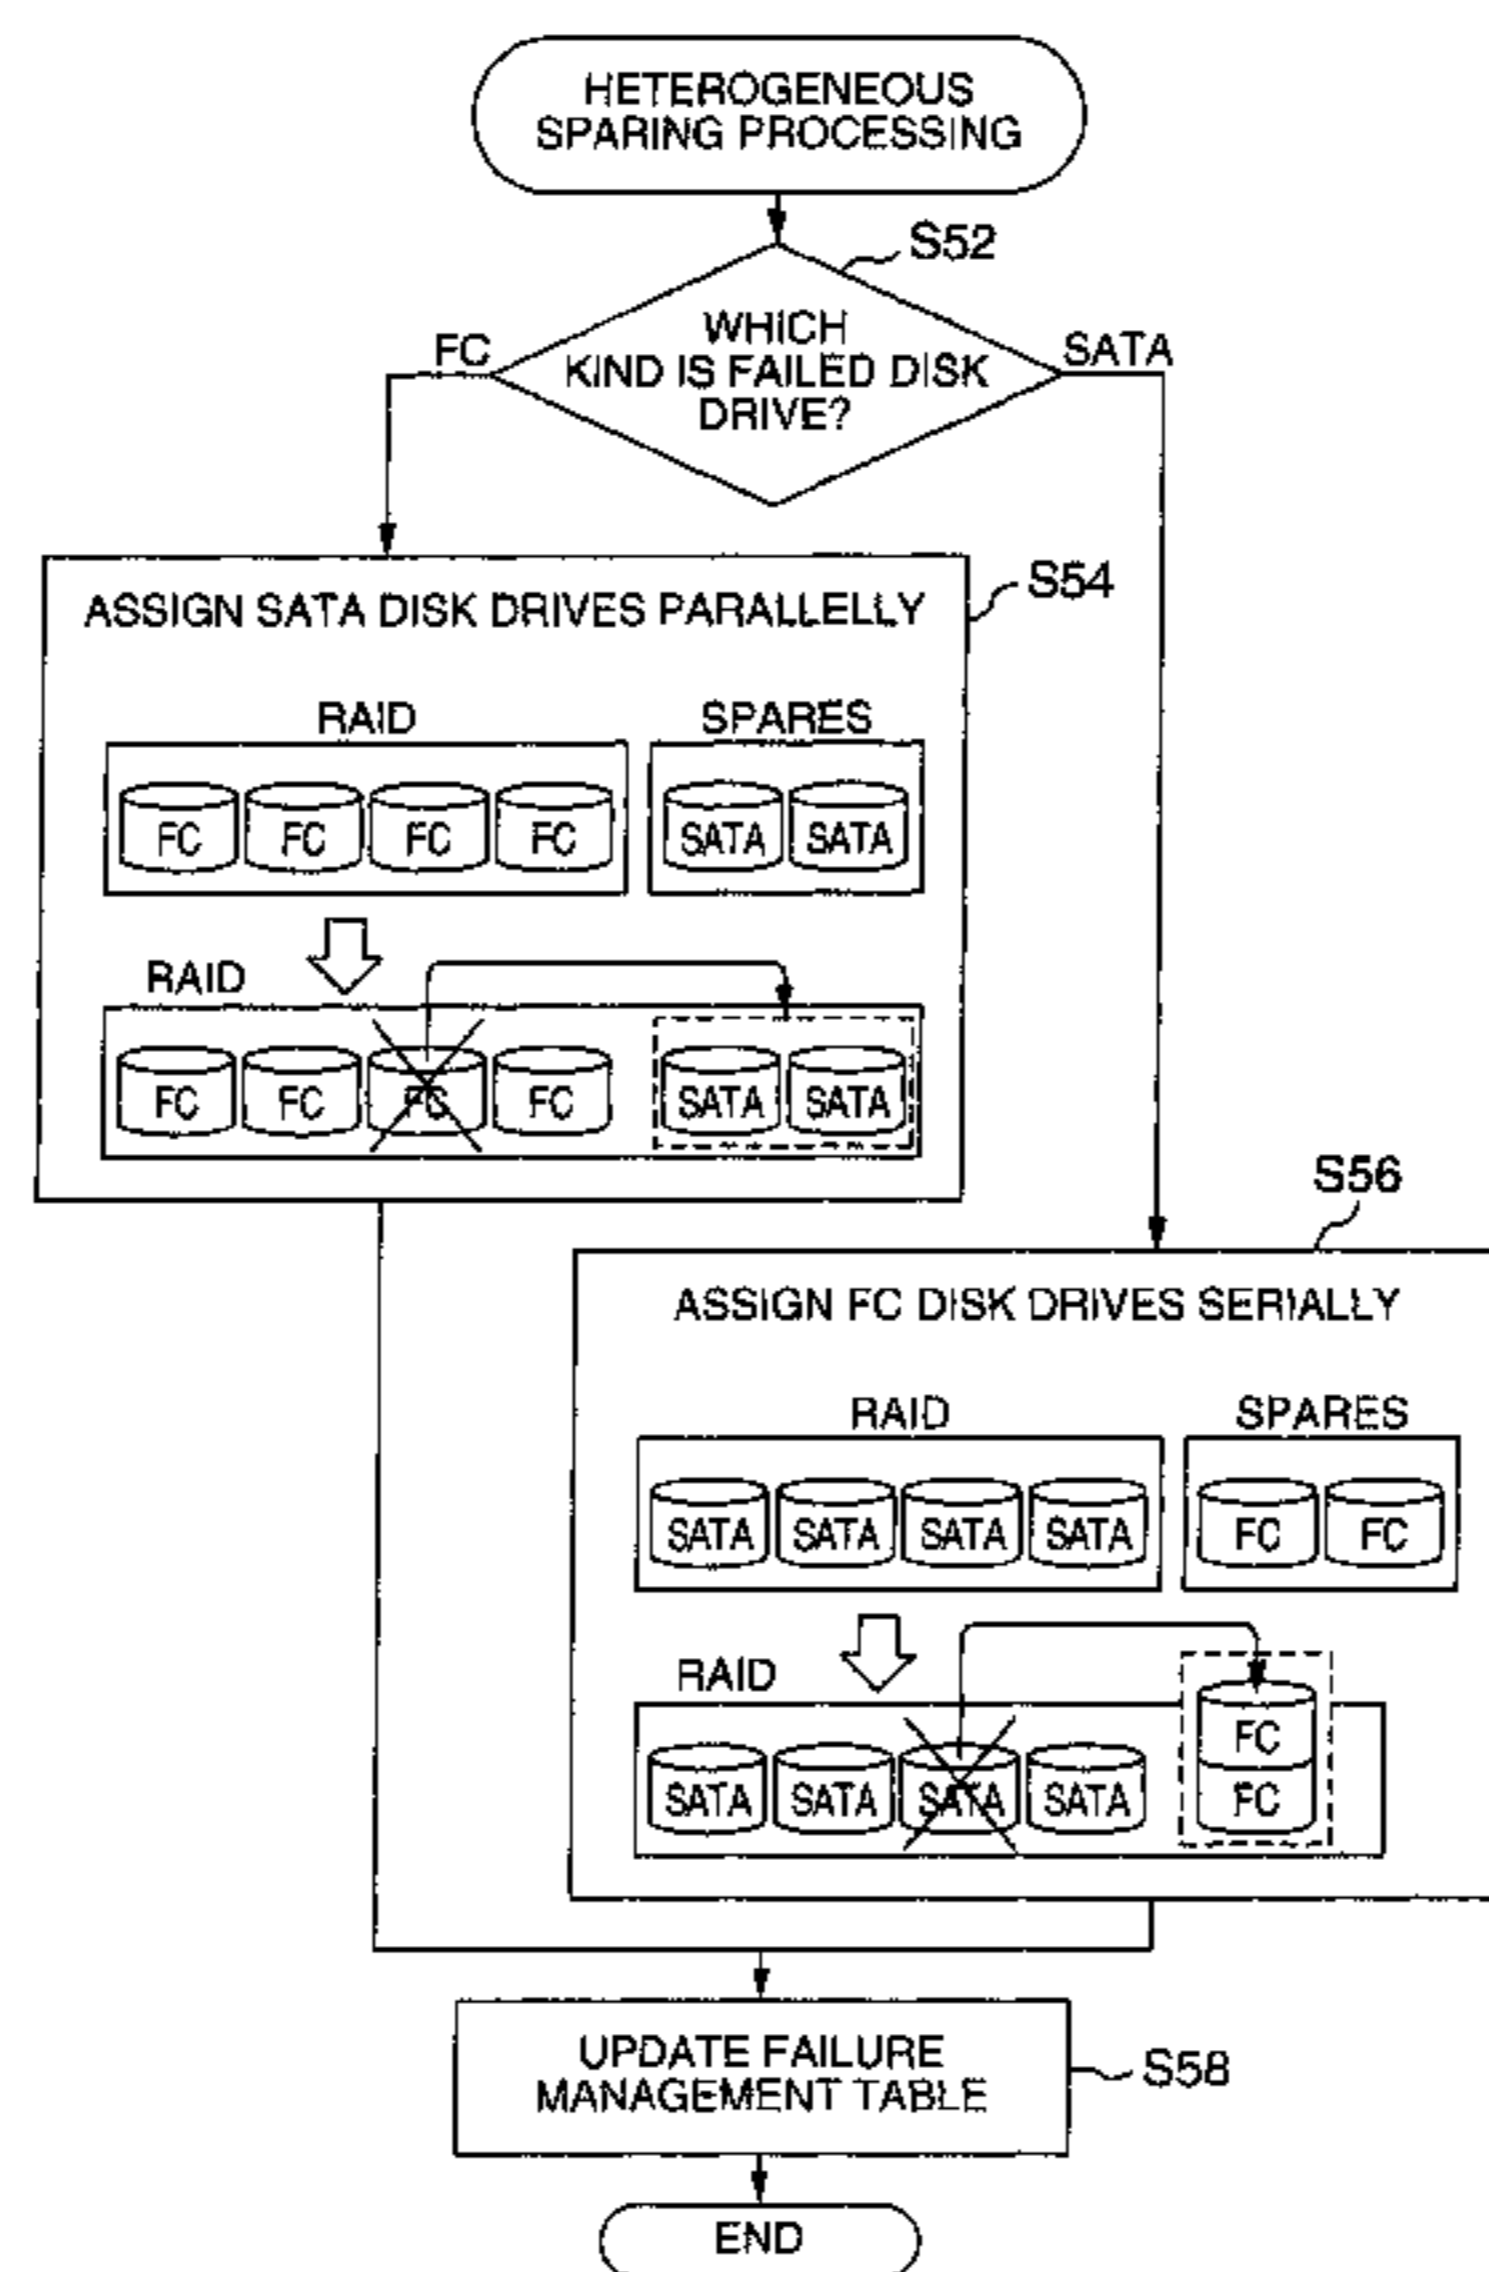 HETEROGENEOUS
SPARING PROCESSING
S52
WHICH
KIND IS FAILED DISK
DRIVE?
FC
SATA
S54
ASSIGN SATA DISK DRIVES PARALLELLY
RAID
SPARES
FC FC FC FC
SATA SATA
RAID
FC FC FC FC
SATA SATA
S56
ASSIGN FC DISK DRIVES SERIALLY
RAID
SPARES
SATA SATA SATA SATA
FC FC
RAID
SATA SATA SATA SATA
FC
FC
UPDATE FAILURE
MANAGEMENT TABLE
S58
END